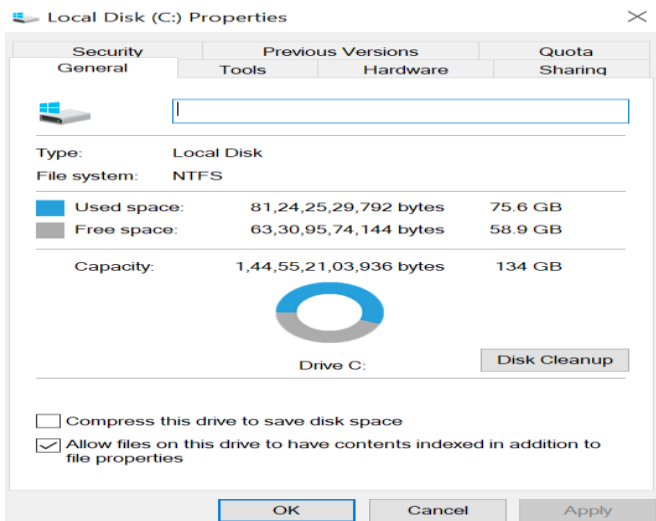 Local Disk (C:) Properties
Security Previous Versions Quota
General Tools Hardware Sharing
Type: Local Disk
File system: NTFS
Used space: 81,24,25,29,792 bytes 75.6 GB
Free space: 63,30,95,74,144 bytes 58.9 GB
Capacity: 1,44,55,21,03,936 bytes 134 GB
Drive C:
Disk Cleanup
Compress this drive to save disk space
Allow files on this drive to have contents indexed in addition to
file properties
OK Cancel Apply